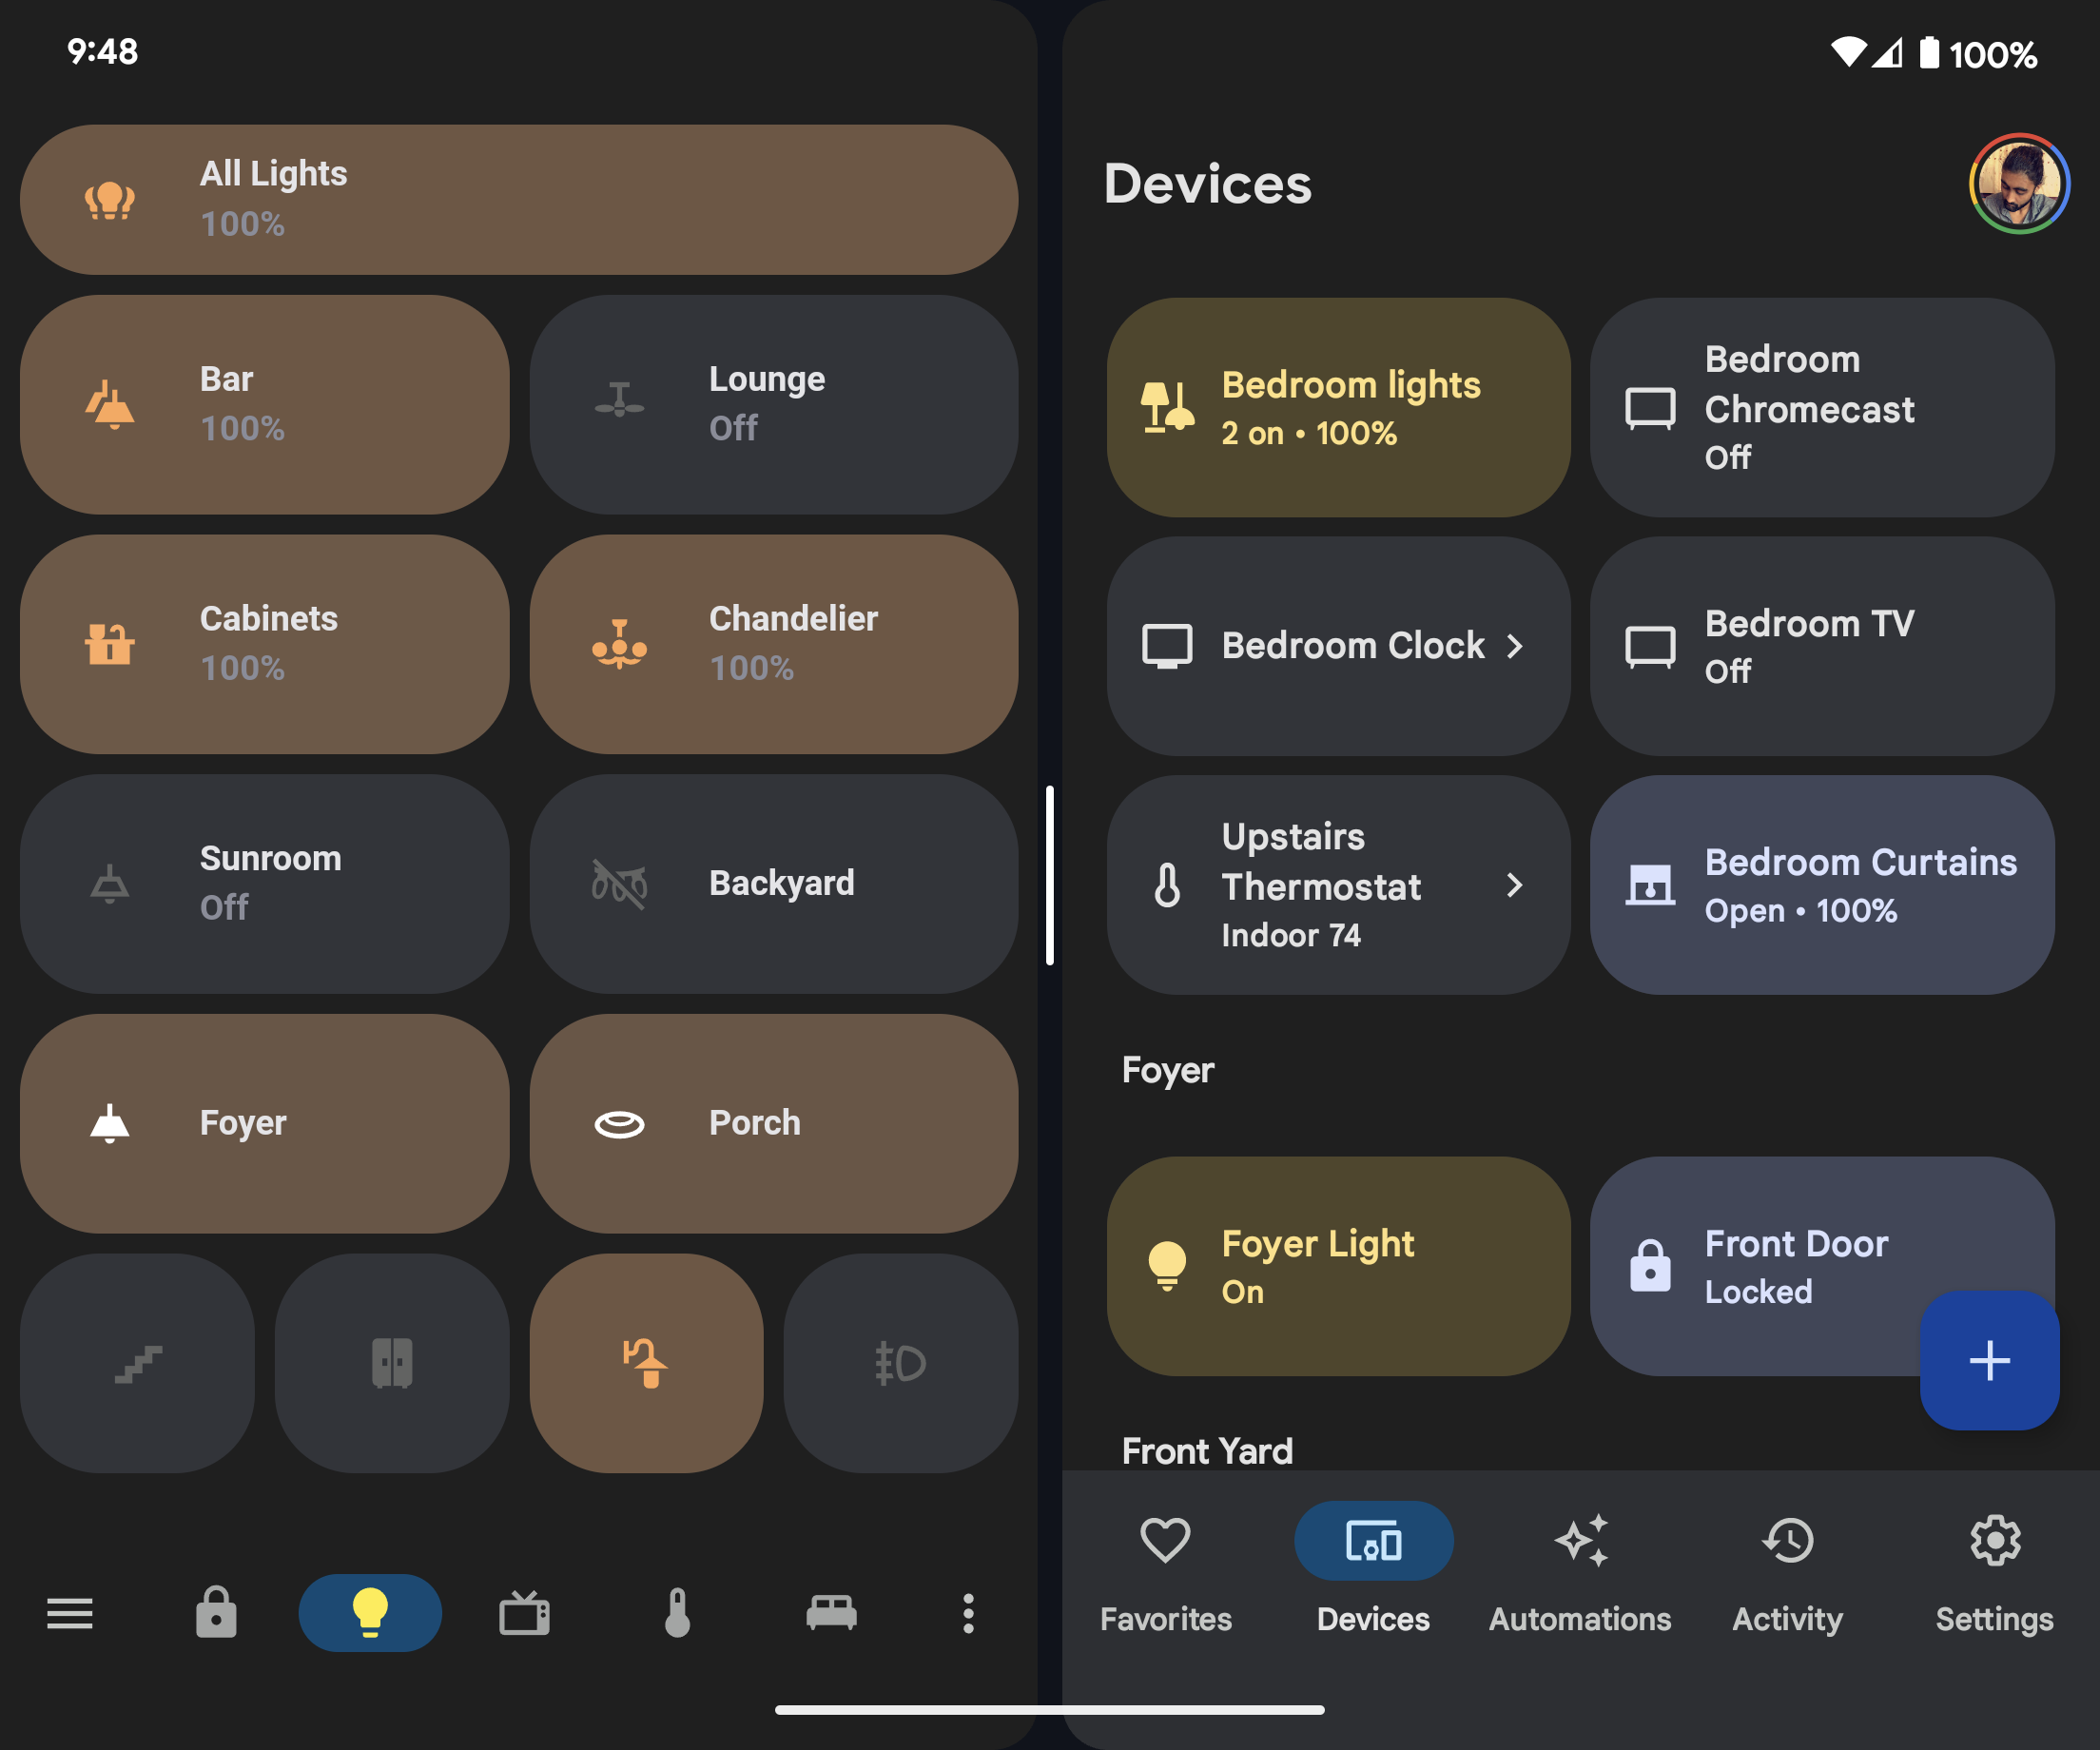 9:48
100%
All Lights
100%
Bar
100%
Lounge
Off
Cabinets
100%
Chandelier
100%
Sunroom
Off
Backyard
Foyer
Porch
Devices
Bedroom lights
2 on • 100%
Bedroom
Chromecast
Off
Bedroom Clock
Bedroom TV
Off
Upstairs
Thermostat
Indoor 74
Bedroom Curtains
Open • 100%
Foyer
Foyer Light
On
Front Door
Locked
Front Yard
Favorites
Devices
Automations
Activity
Settings